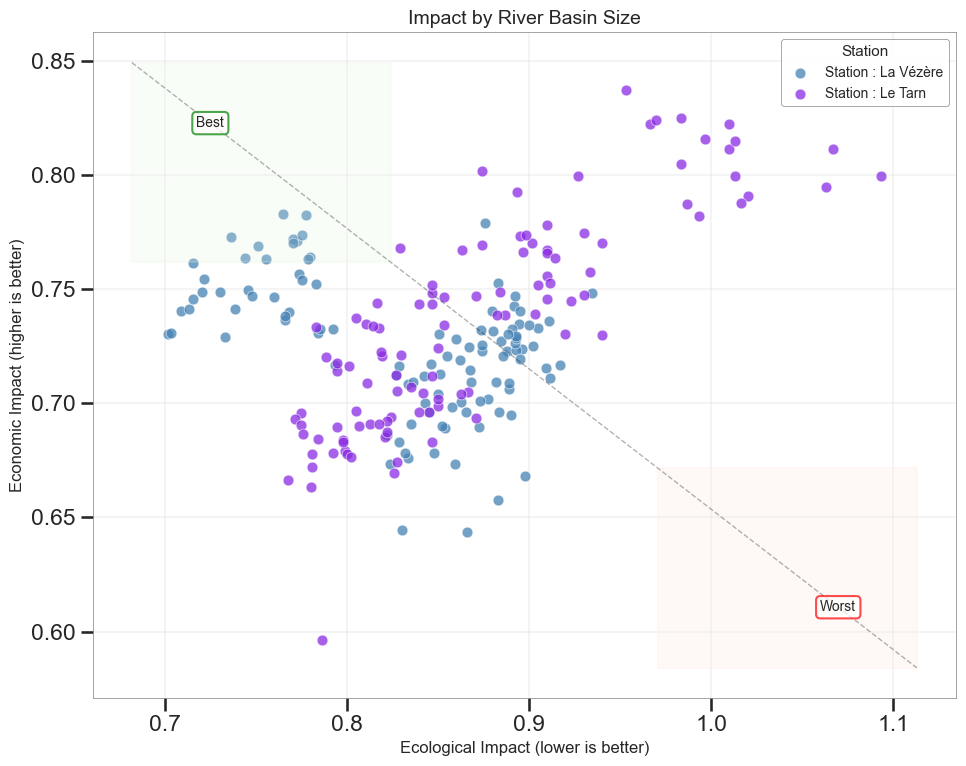 Impact by River Basin Size
Station
Station : La Vézère
Station : Le Tarn
Best
Worst
Economic Impact (higher is better)
0.85
0.80
0.75
0.70
0.65
0.60
0.7 0.8 0.9 1.0 1.1
Ecological Impact (lower is better)